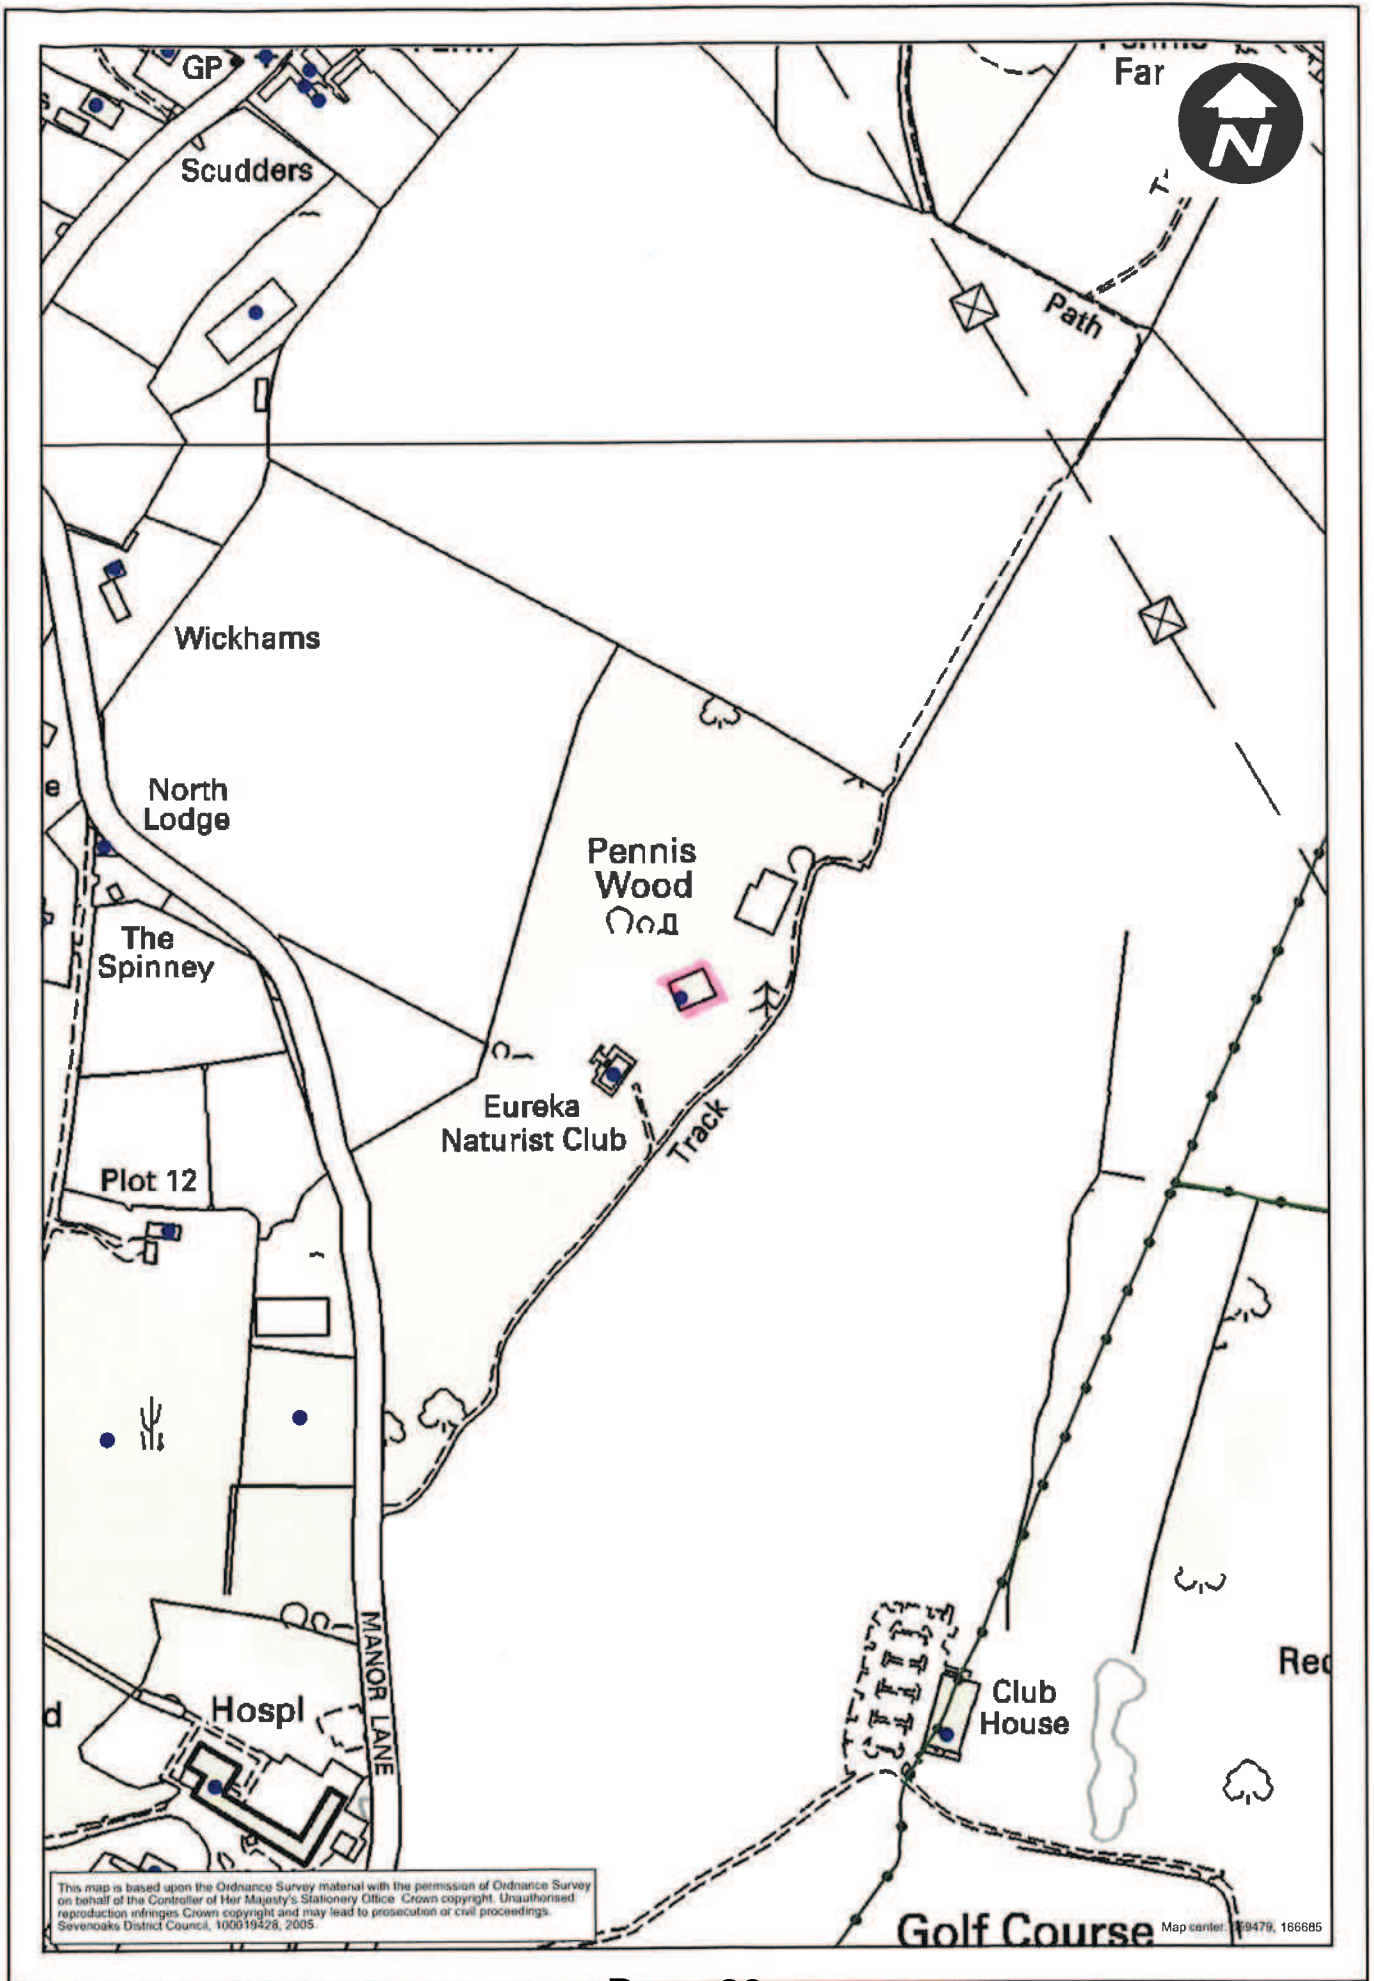 GP
Far
N
Scudders
Path
Wickhams
North
Lodge
e
Pennis
Wood
The
Spinney
Eureka
Naturist Club
Track
Plot 12
MANOR LANE
Hospl
d
Club
House
Rec
This map is based upon the Ordnance Survey material with the permission of Ordnance Survey
on behalf of the Controller of Her Majesty's Stationery Office Crown copyright. Unauthorised
reproduction infringes Crown copyright and may lead to prosecution or civil proceedings.
Sevenoaks District Council, 100019428, 2005.
Golf Course
Map center: 166685